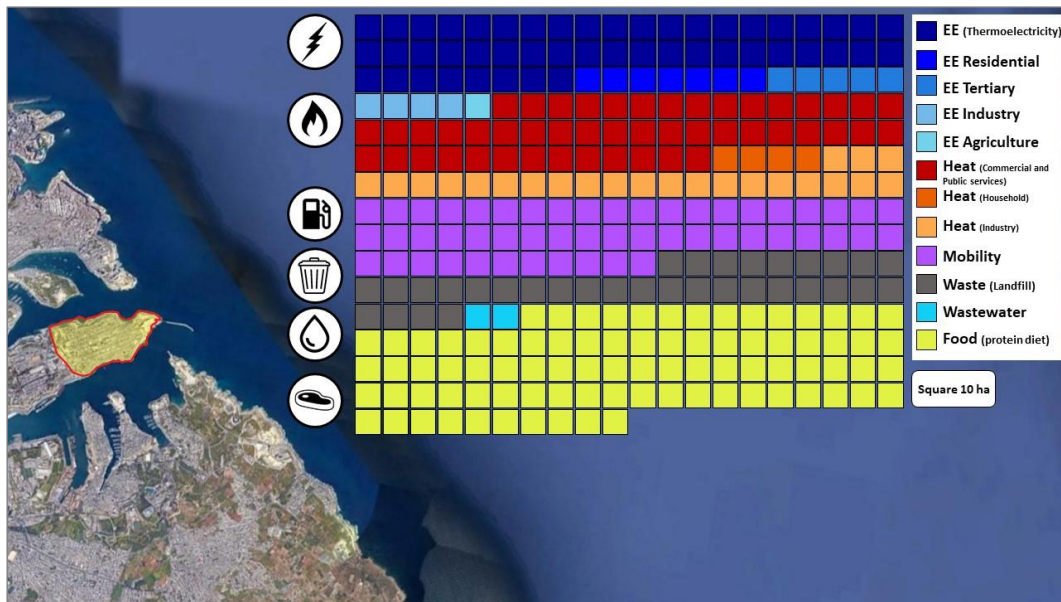 EE (Thermoelectricity)
EE Residential
EE Tertiary
EE Industry
EE Agriculture
Heat (Commercial and
Public services)
Heat (Household)
Heat (Industry)
Mobility
Waste (Landfill)
Wastewater
Food (protein diet)
Square 10 ha